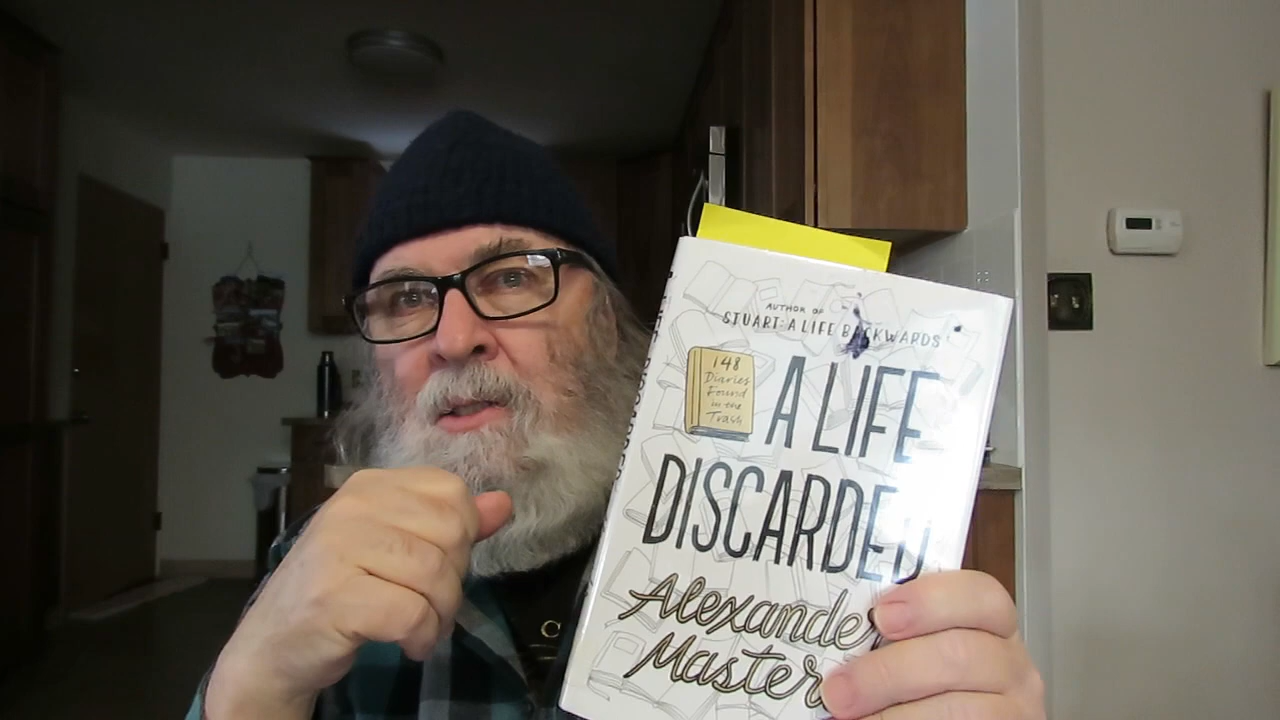 AUTHOR OF
STUART: A LIFE BACKWARDS
148
Diaries
Found
in the
Trash
A LIFE
DISCARDED
Alexander
Masters
C